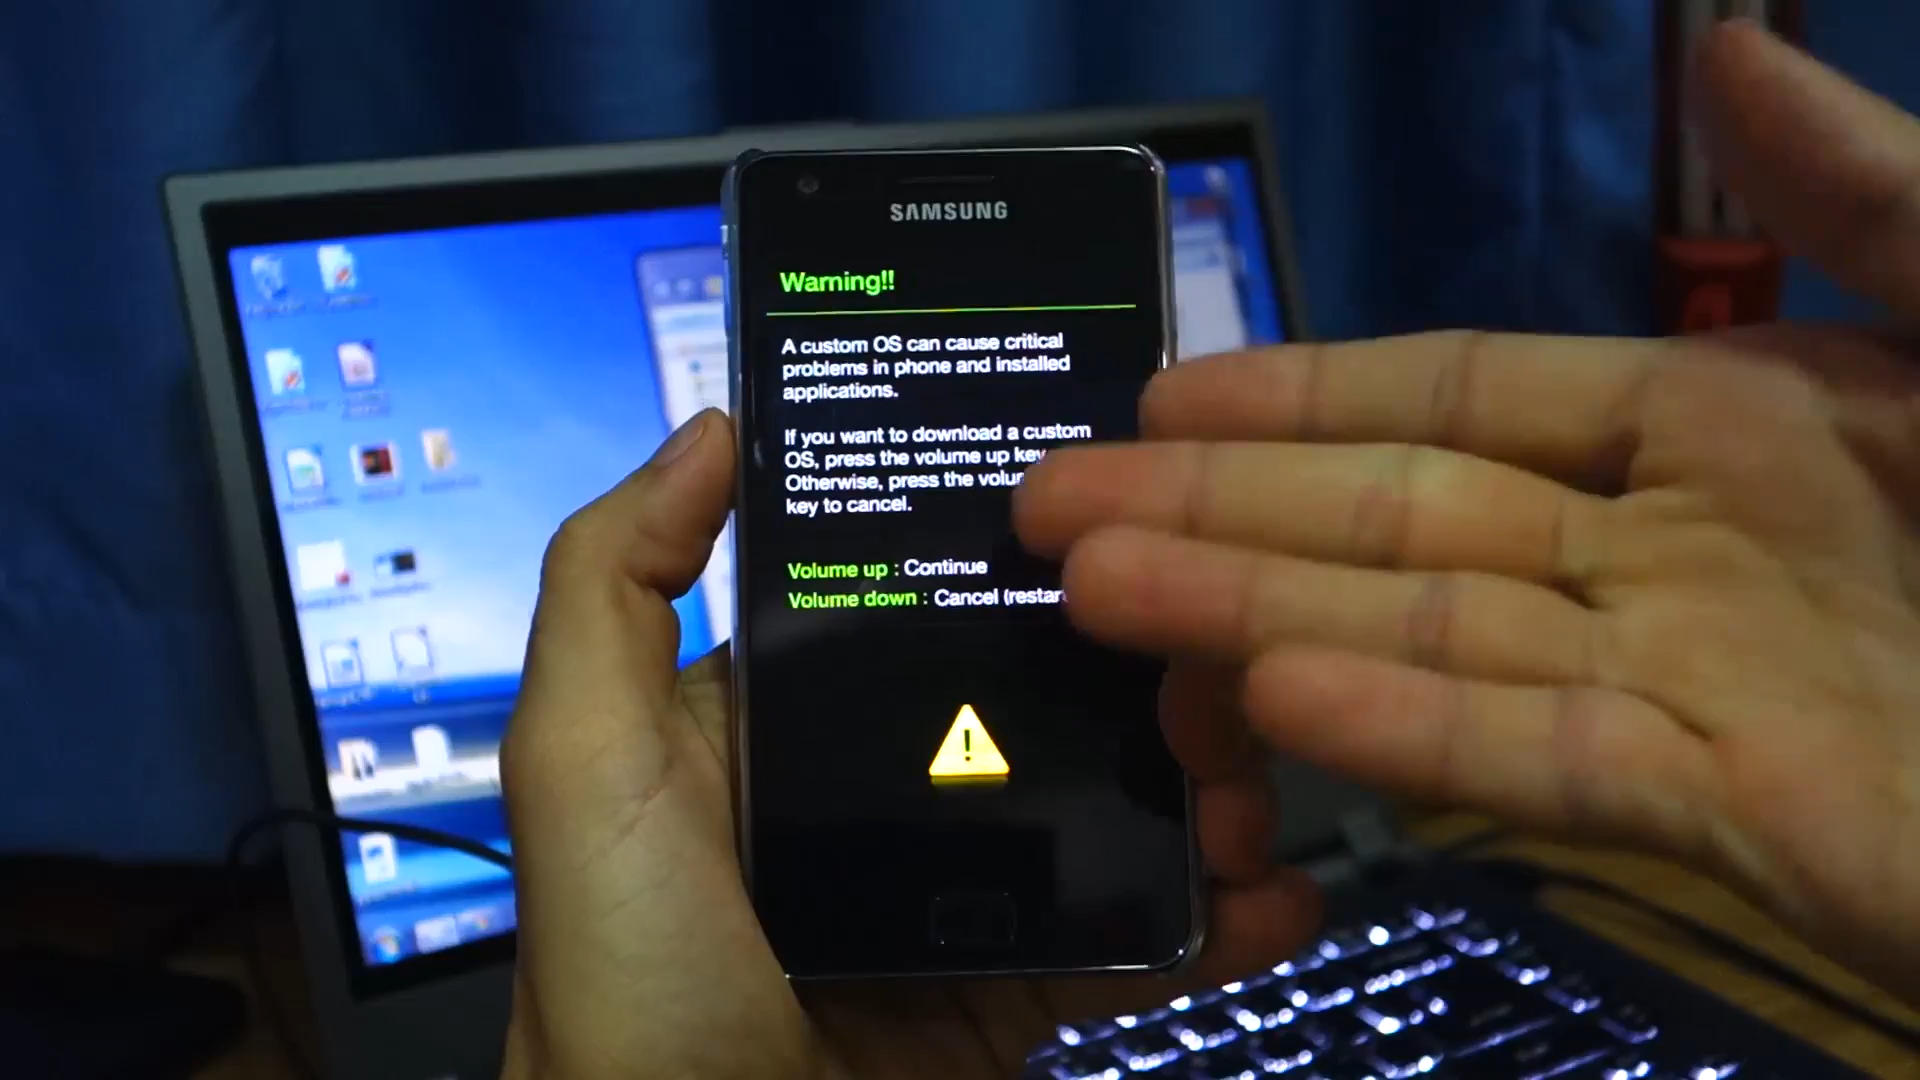 SAMSUNG
Warning!!
A custom OS can cause critical
problems in phone and installed
applications.
If you want to download a custom
OS, press the volume up key
Otherwise, press the
key to cancel.
Volume up : Continue
Volume down : Cancel